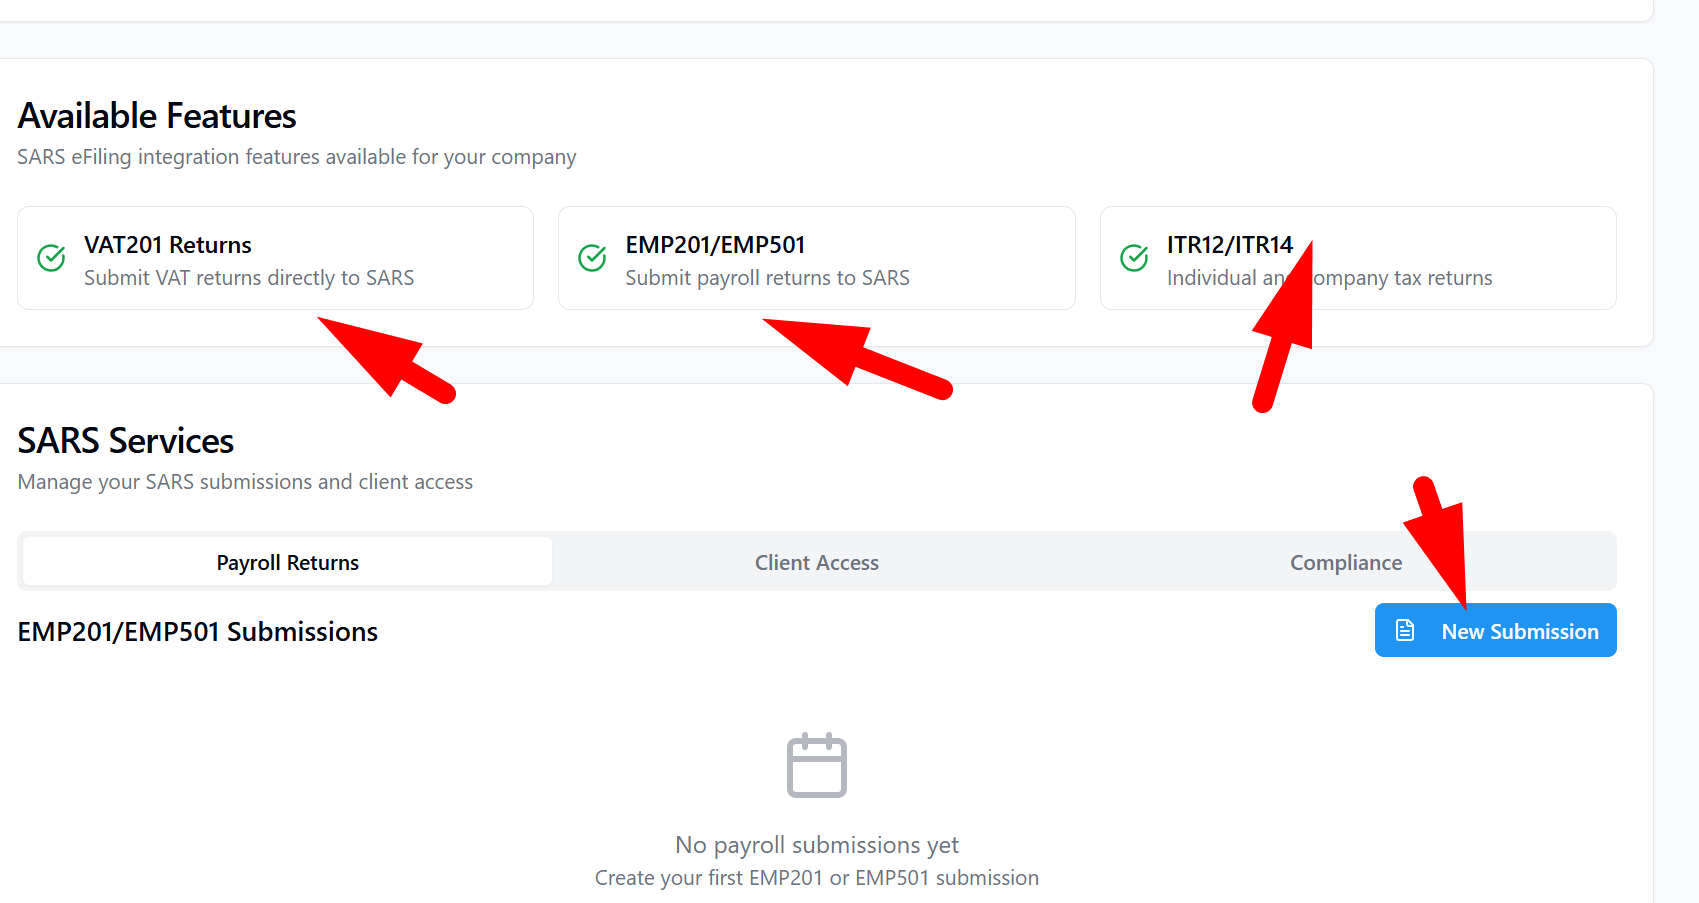 Available Features
SARS eFiling integration features available for your company
VAT201 Returns
Submit VAT returns directly to SARS
EMP201/EMP501
Submit payroll returns to SARS
ITR12/ITR14
Individual an ompany tax returns
SARS Services
Manage your SARS submissions and client access
Payroll Returns
Client Access
Compliance
EMP201/EMP501 Submissions
New Submission
No payroll submissions yet
Create your first EMP201 or EMP501 submission